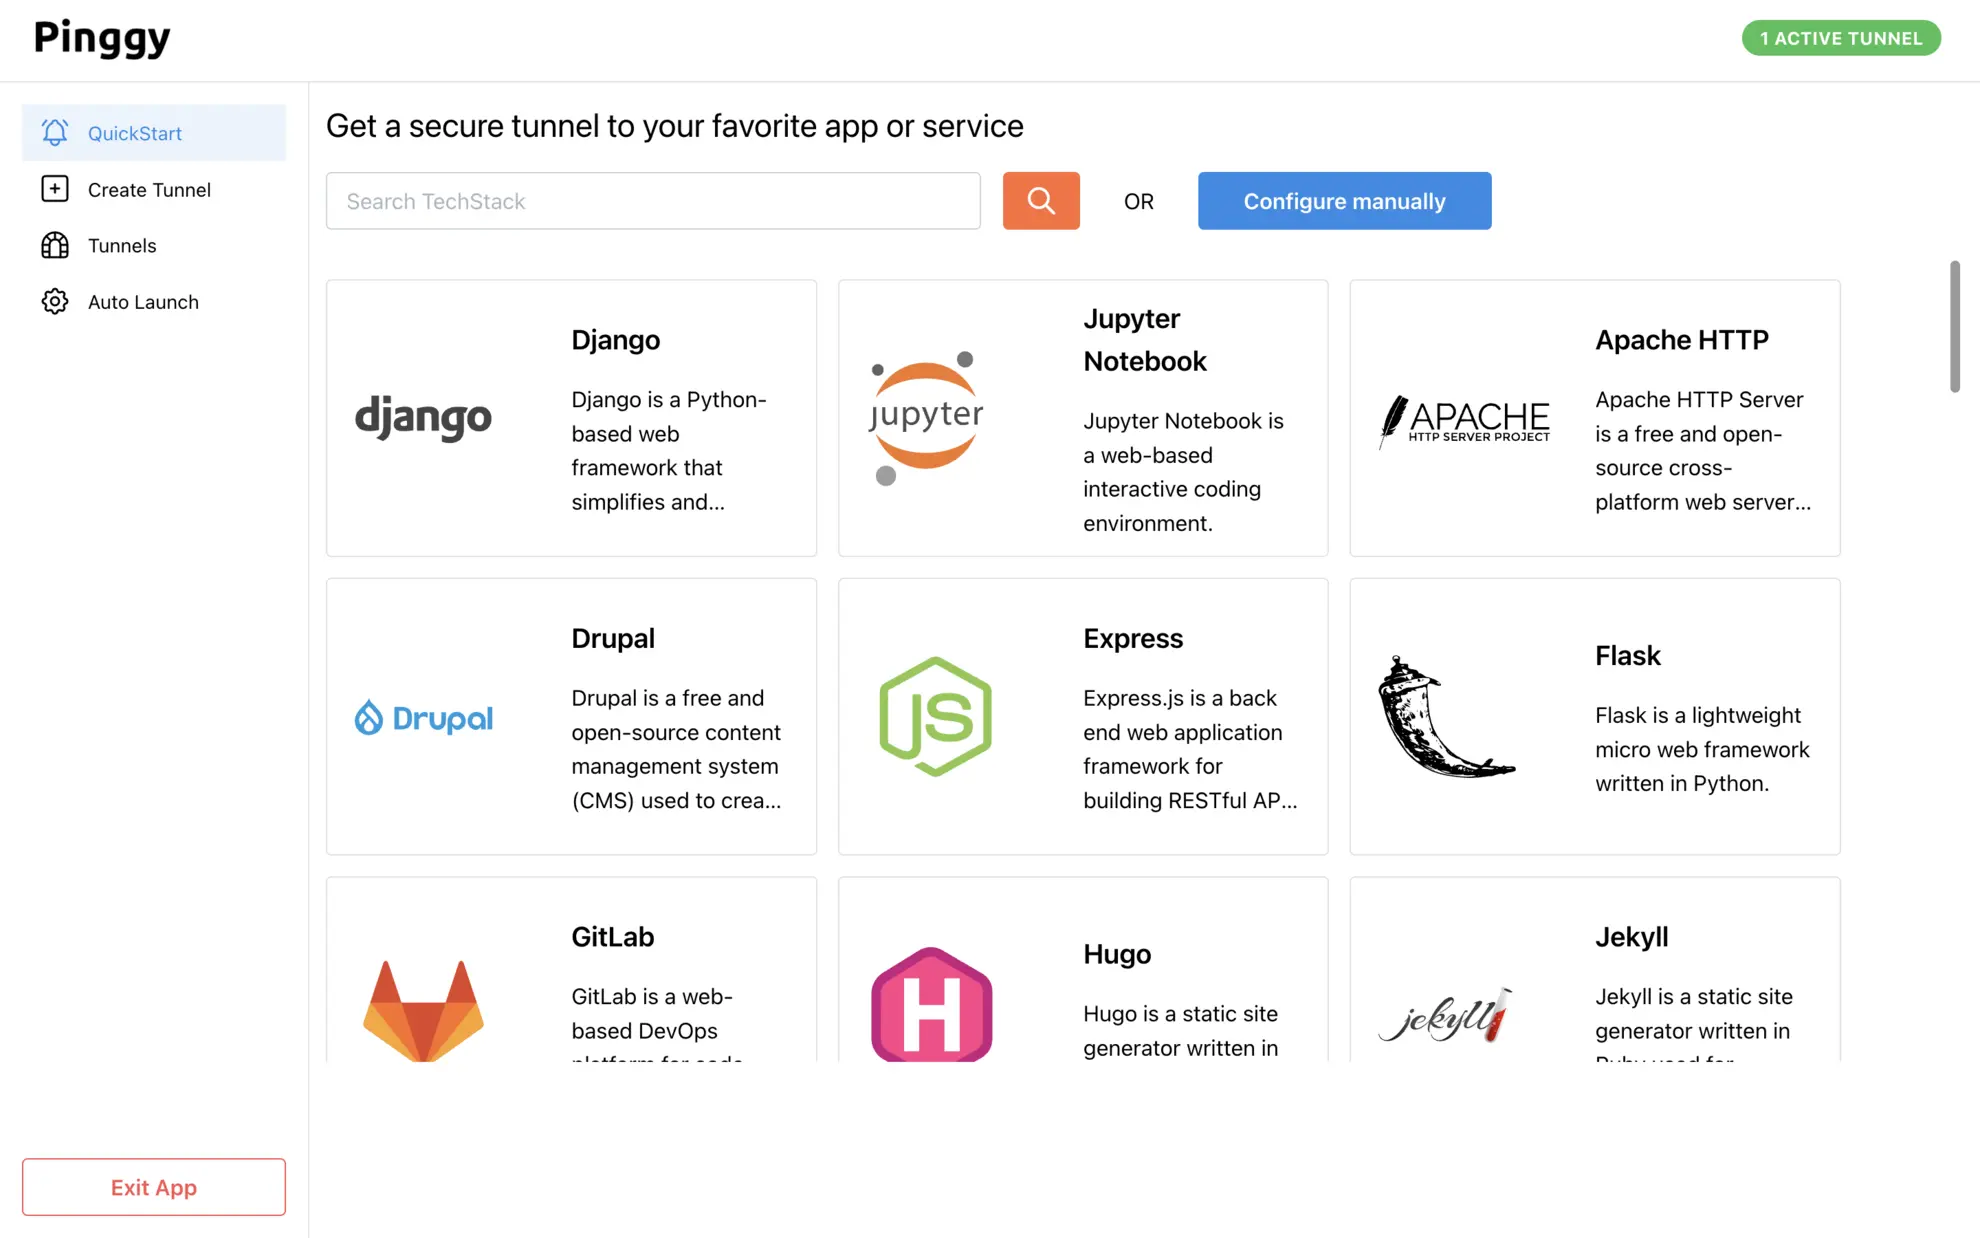 Pinggy
1 ACTIVE TUNNEL
QuickStart
Create Tunnel
Tunnels
Auto Launch
Exit App
Get a secure tunnel to your favorite app or service
Search TechStack
OR
Configure manually
django
Django
Django is a Python-
based web
framework that
simplifies and...
jupyter
Jupyter
Notebook
Jupyter Notebook is
a web-based
interactive coding
environment.
APACHE
HTTP SERVER PROJECT
Apache HTTP
Apache HTTP Server
is a free and open-
source cross-
platform web server...
Drupal
Drupal
Drupal is a free and
open-source content
management system
(CMS) used to crea...
JS
Express
Express.js is a back
end web application
framework for
building RESTful AP...
Flask
Flask is a lightweight
micro web framework
written in Python.
GitLab
GitLab is a web-
based DevOps
platform for code
H
Hugo
Hugo is a static site
generator written in
jekyll
Jekyll
Jekyll is a static site
generator written in
Ruby used for